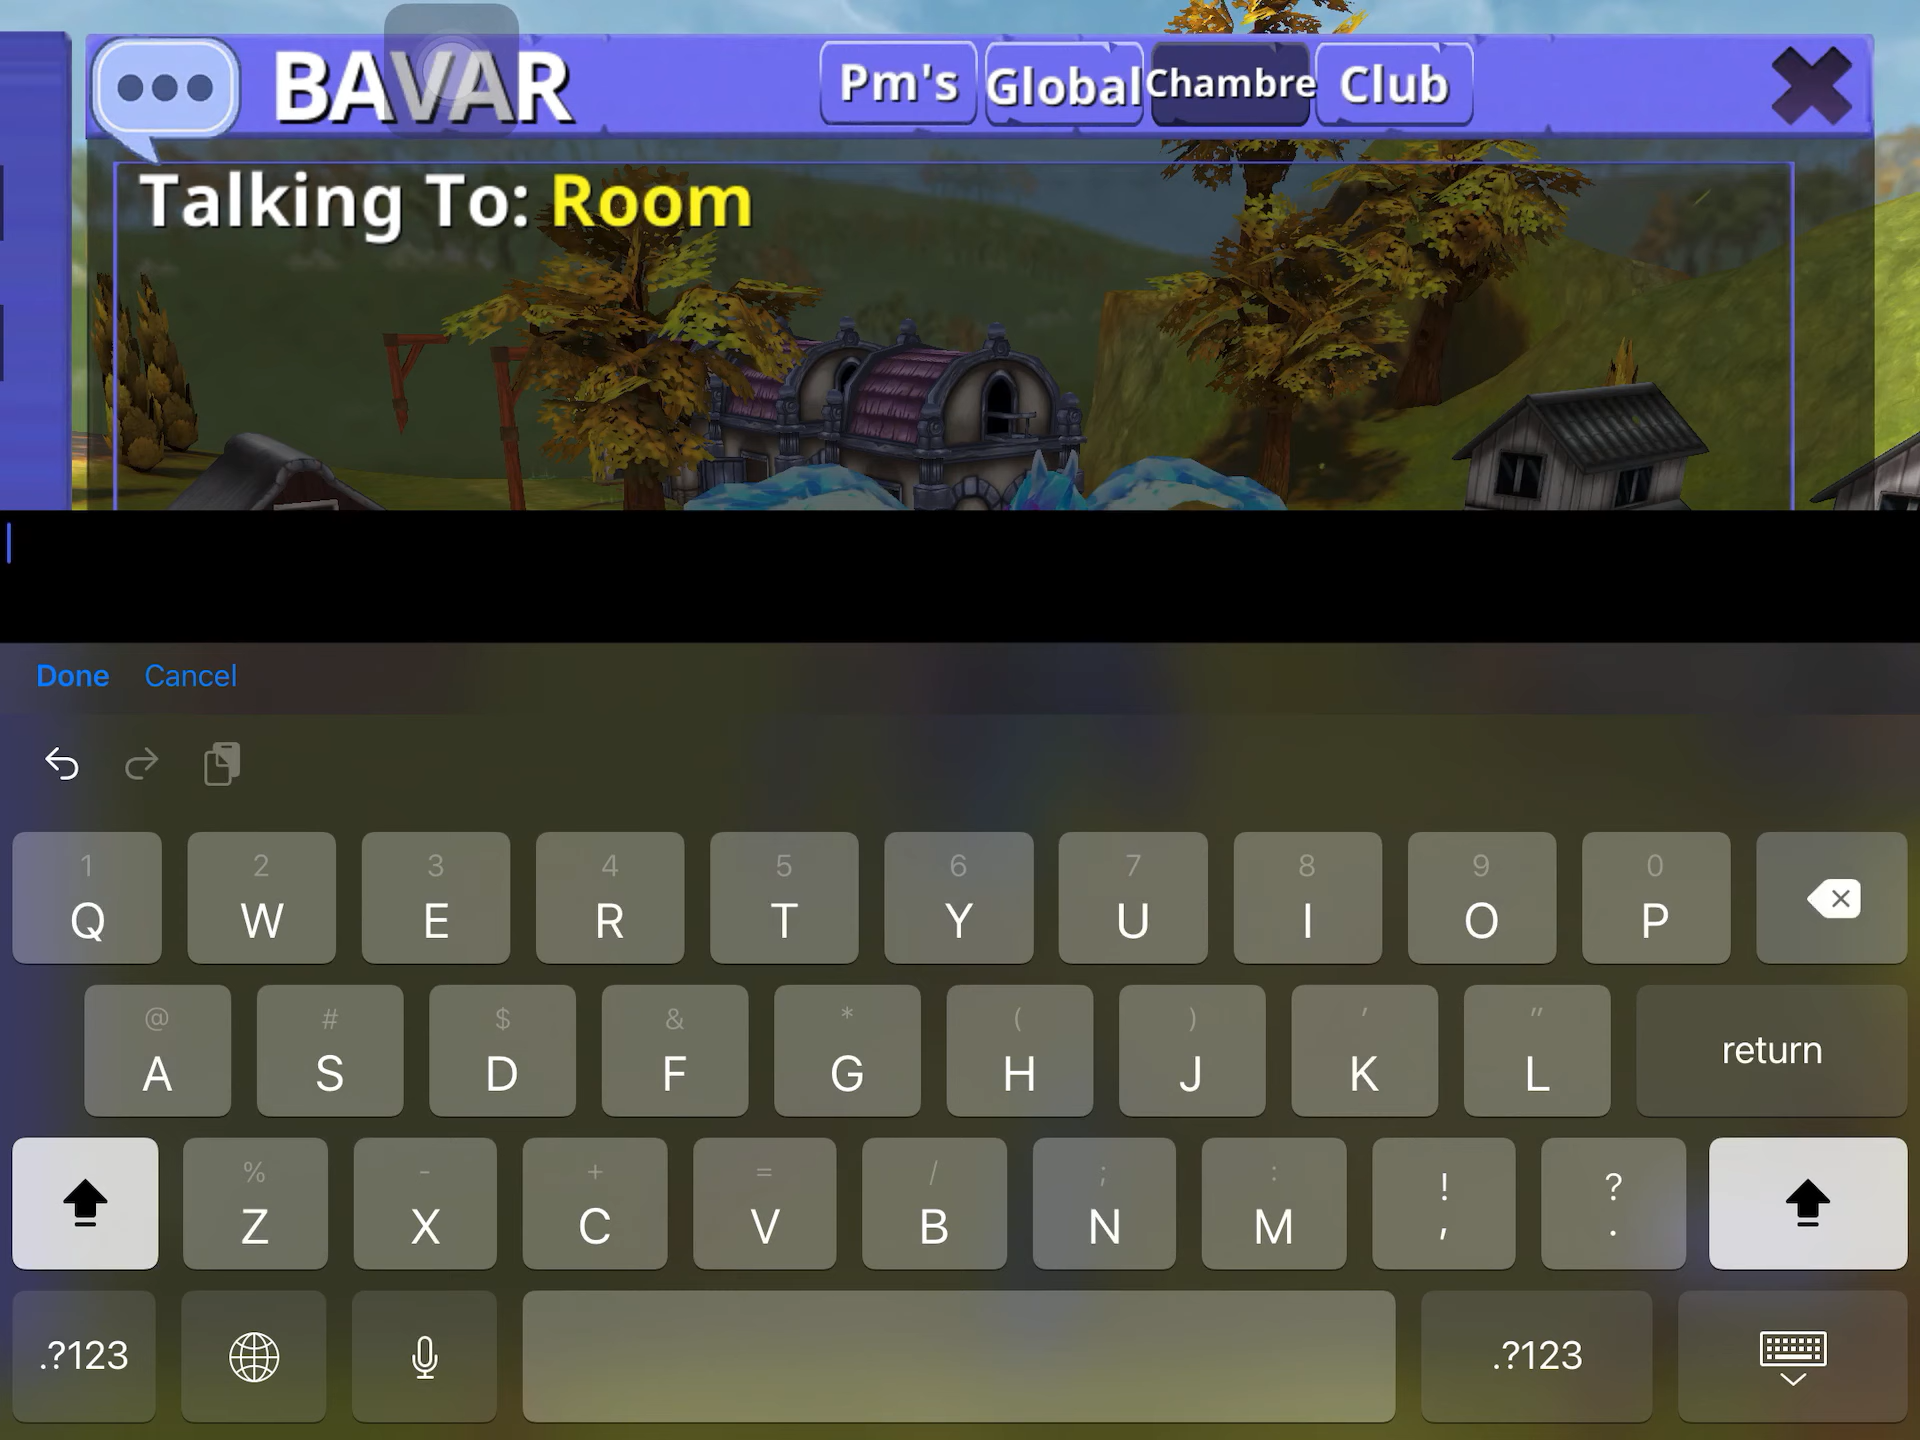 BAVAR
Pm's Global Chambre Club
Talking To: Room
Done Cancel
1 2 3 4 5 6 7 8 9 0
Q W E R T Y U I O P
@ # $ & * ( ) ' "
A S D F G H J K L return
% - + = / ; : ! ?
Z X C V B N M , .
.?123 .?123